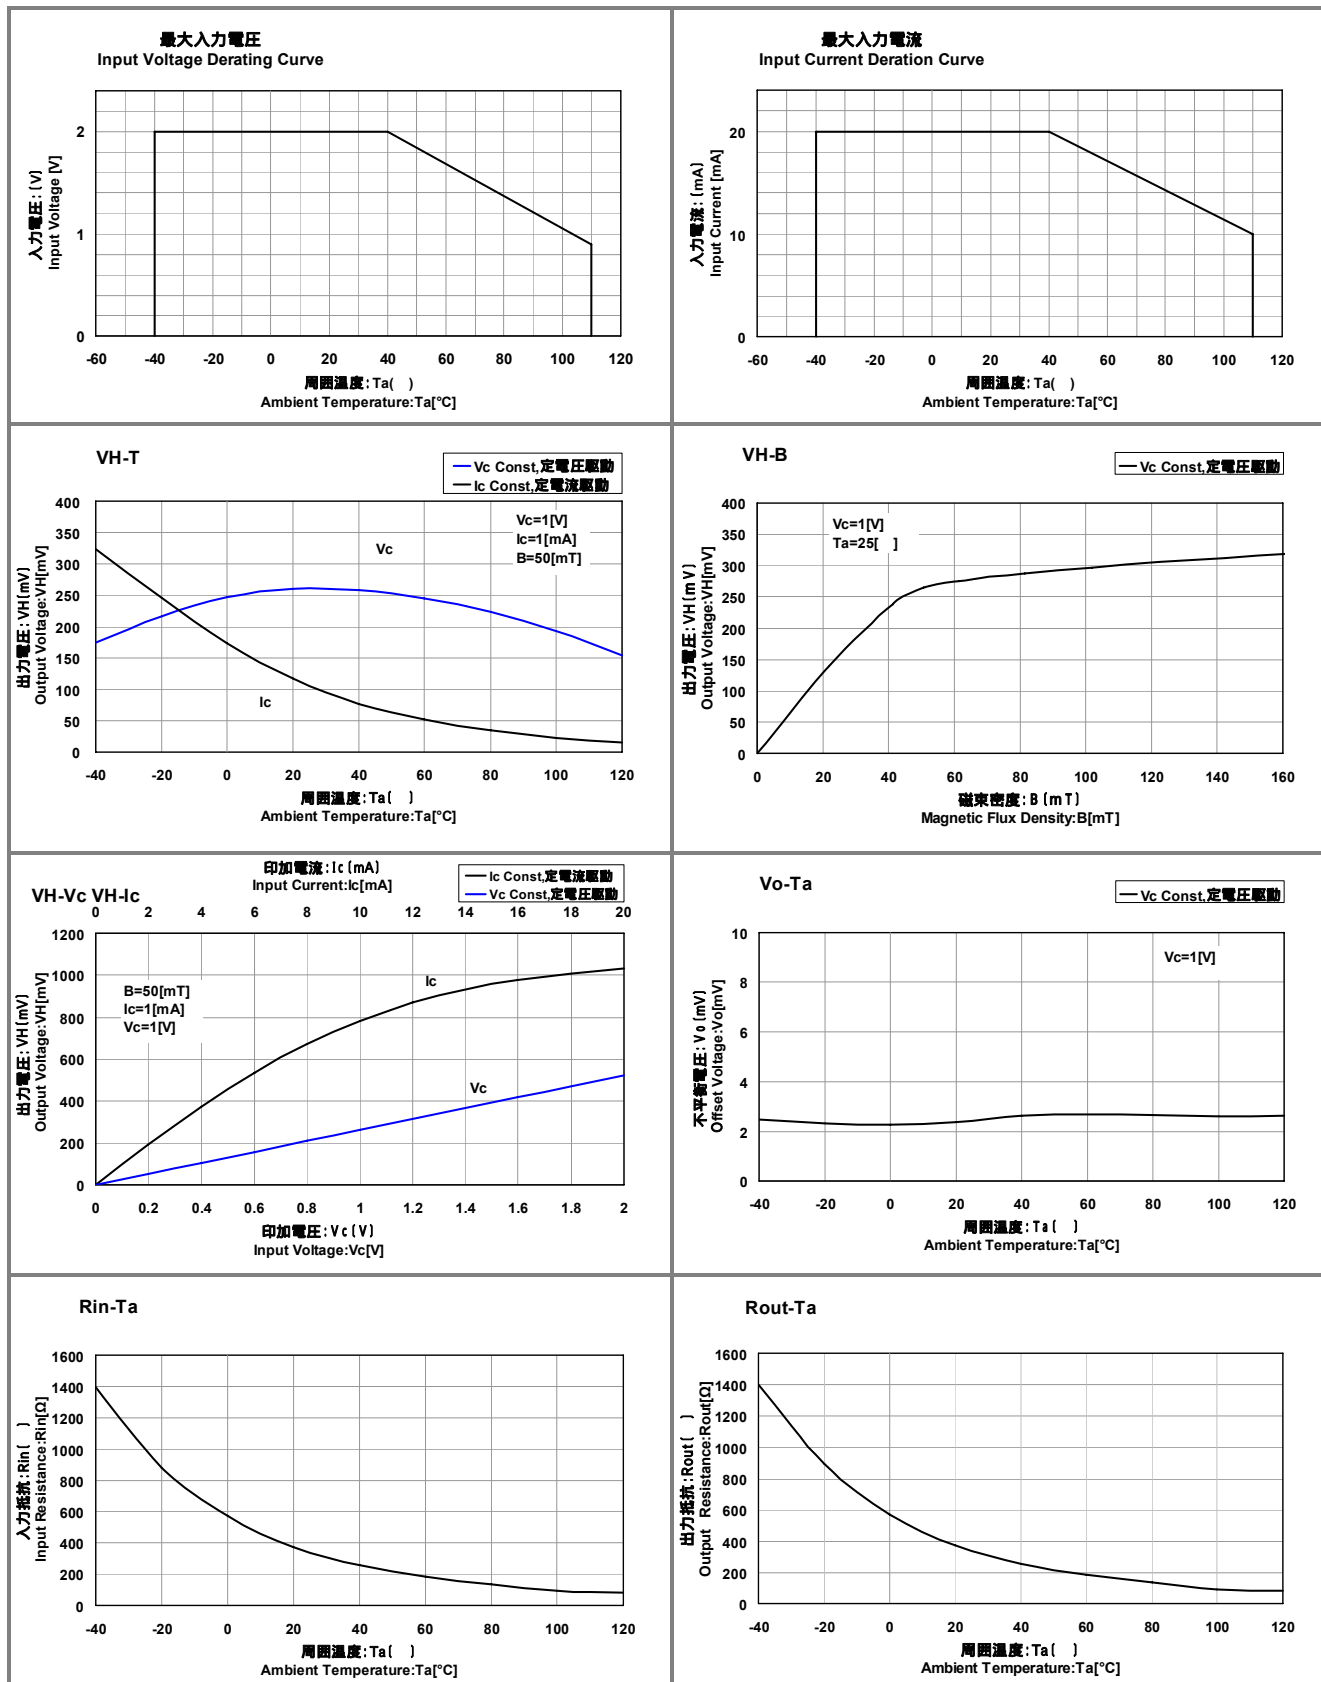 最大入力電圧
Input Voltage Derating Curve
2
1
0
入力電圧:(V)
Input Voltage [V]
-60 -40 -20 0 20 40 60 80 100 120
周囲温度:Ta( )
Ambient Temperature:Ta[°C]
最大入力電流
Input Current Deration Curve
20
10
0
入力電流:(mA)
Input Current [mA]
-60 -40 -20 0 20 40 60 80 100 120
周囲温度:Ta( )
Ambient Temperature:Ta[°C]
VH-T
Vc Const,定電圧駆動
Ic Const,定電流駆動
400
350
300
250
200
150
100
50
0
出力電圧:VH(mV)
Output Voltage:VH[mV]
Vc=1[V]
Ic=1[mA]
B=50[mT]
Vc
Ic
-40 -20 0 20 40 60 80 100 120
周囲温度:Ta( )
Ambient Temperature:Ta[°C]
VH-B
Vc Const,定電圧駆動
400
350
300
250
200
150
100
50
0
出力電圧:VH(mV)
Output Voltage:VH[mV]
Vc=1[V]
Ta=25[ ]
0 20 40 60 80 100 120 140 160
磁束密度:B(mT)
Magnetic Flux Density:B[mT]
印加電流:Ic(mA)
Input Current:Ic[mA]
Ic Const,定電流駆動
Vc Const,定電圧駆動
VH-Vc VH-Ic
0 2 4 6 8 10 12 14 16 18 20
1200
1000
800
600
400
200
0
出力電圧:VH(mV)
Output Voltage:VH[mV]
B=50[mT]
Ic=1[mA]
Vc=1[V]
Ic
Vc
0 0.2 0.4 0.6 0.8 1 1.2 1.4 1.6 1.8 2
印加電圧:Vc(V)
Input Voltage:Vc[V]
Vo-Ta
Vc Const,定電圧駆動
10
8
6
4
2
0
不平衡電圧:Vo(mV)
Offset Voltage:Vo[mV]
Vc=1[V]
-40 -20 0 20 40 60 80 100 120
周囲温度:Ta( )
Ambient Temperature:Ta[°C]
Rin-Ta
1600
1400
1200
1000
800
600
400
200
0
入力抵抗:Rin( )
Input Resistance:Rin[Ω]
-40 -20 0 20 40 60 80 100 120
周囲温度:Ta( )
Ambient Temperature:Ta[°C]
Rout-Ta
1600
1400
1200
1000
800
600
400
200
0
出力抵抗:Rout( )
Output Resistance:Rout[Ω]
-40 -20 0 20 40 60 80 100 120
周囲温度:Ta( )
Ambient Temperature:Ta[°C]